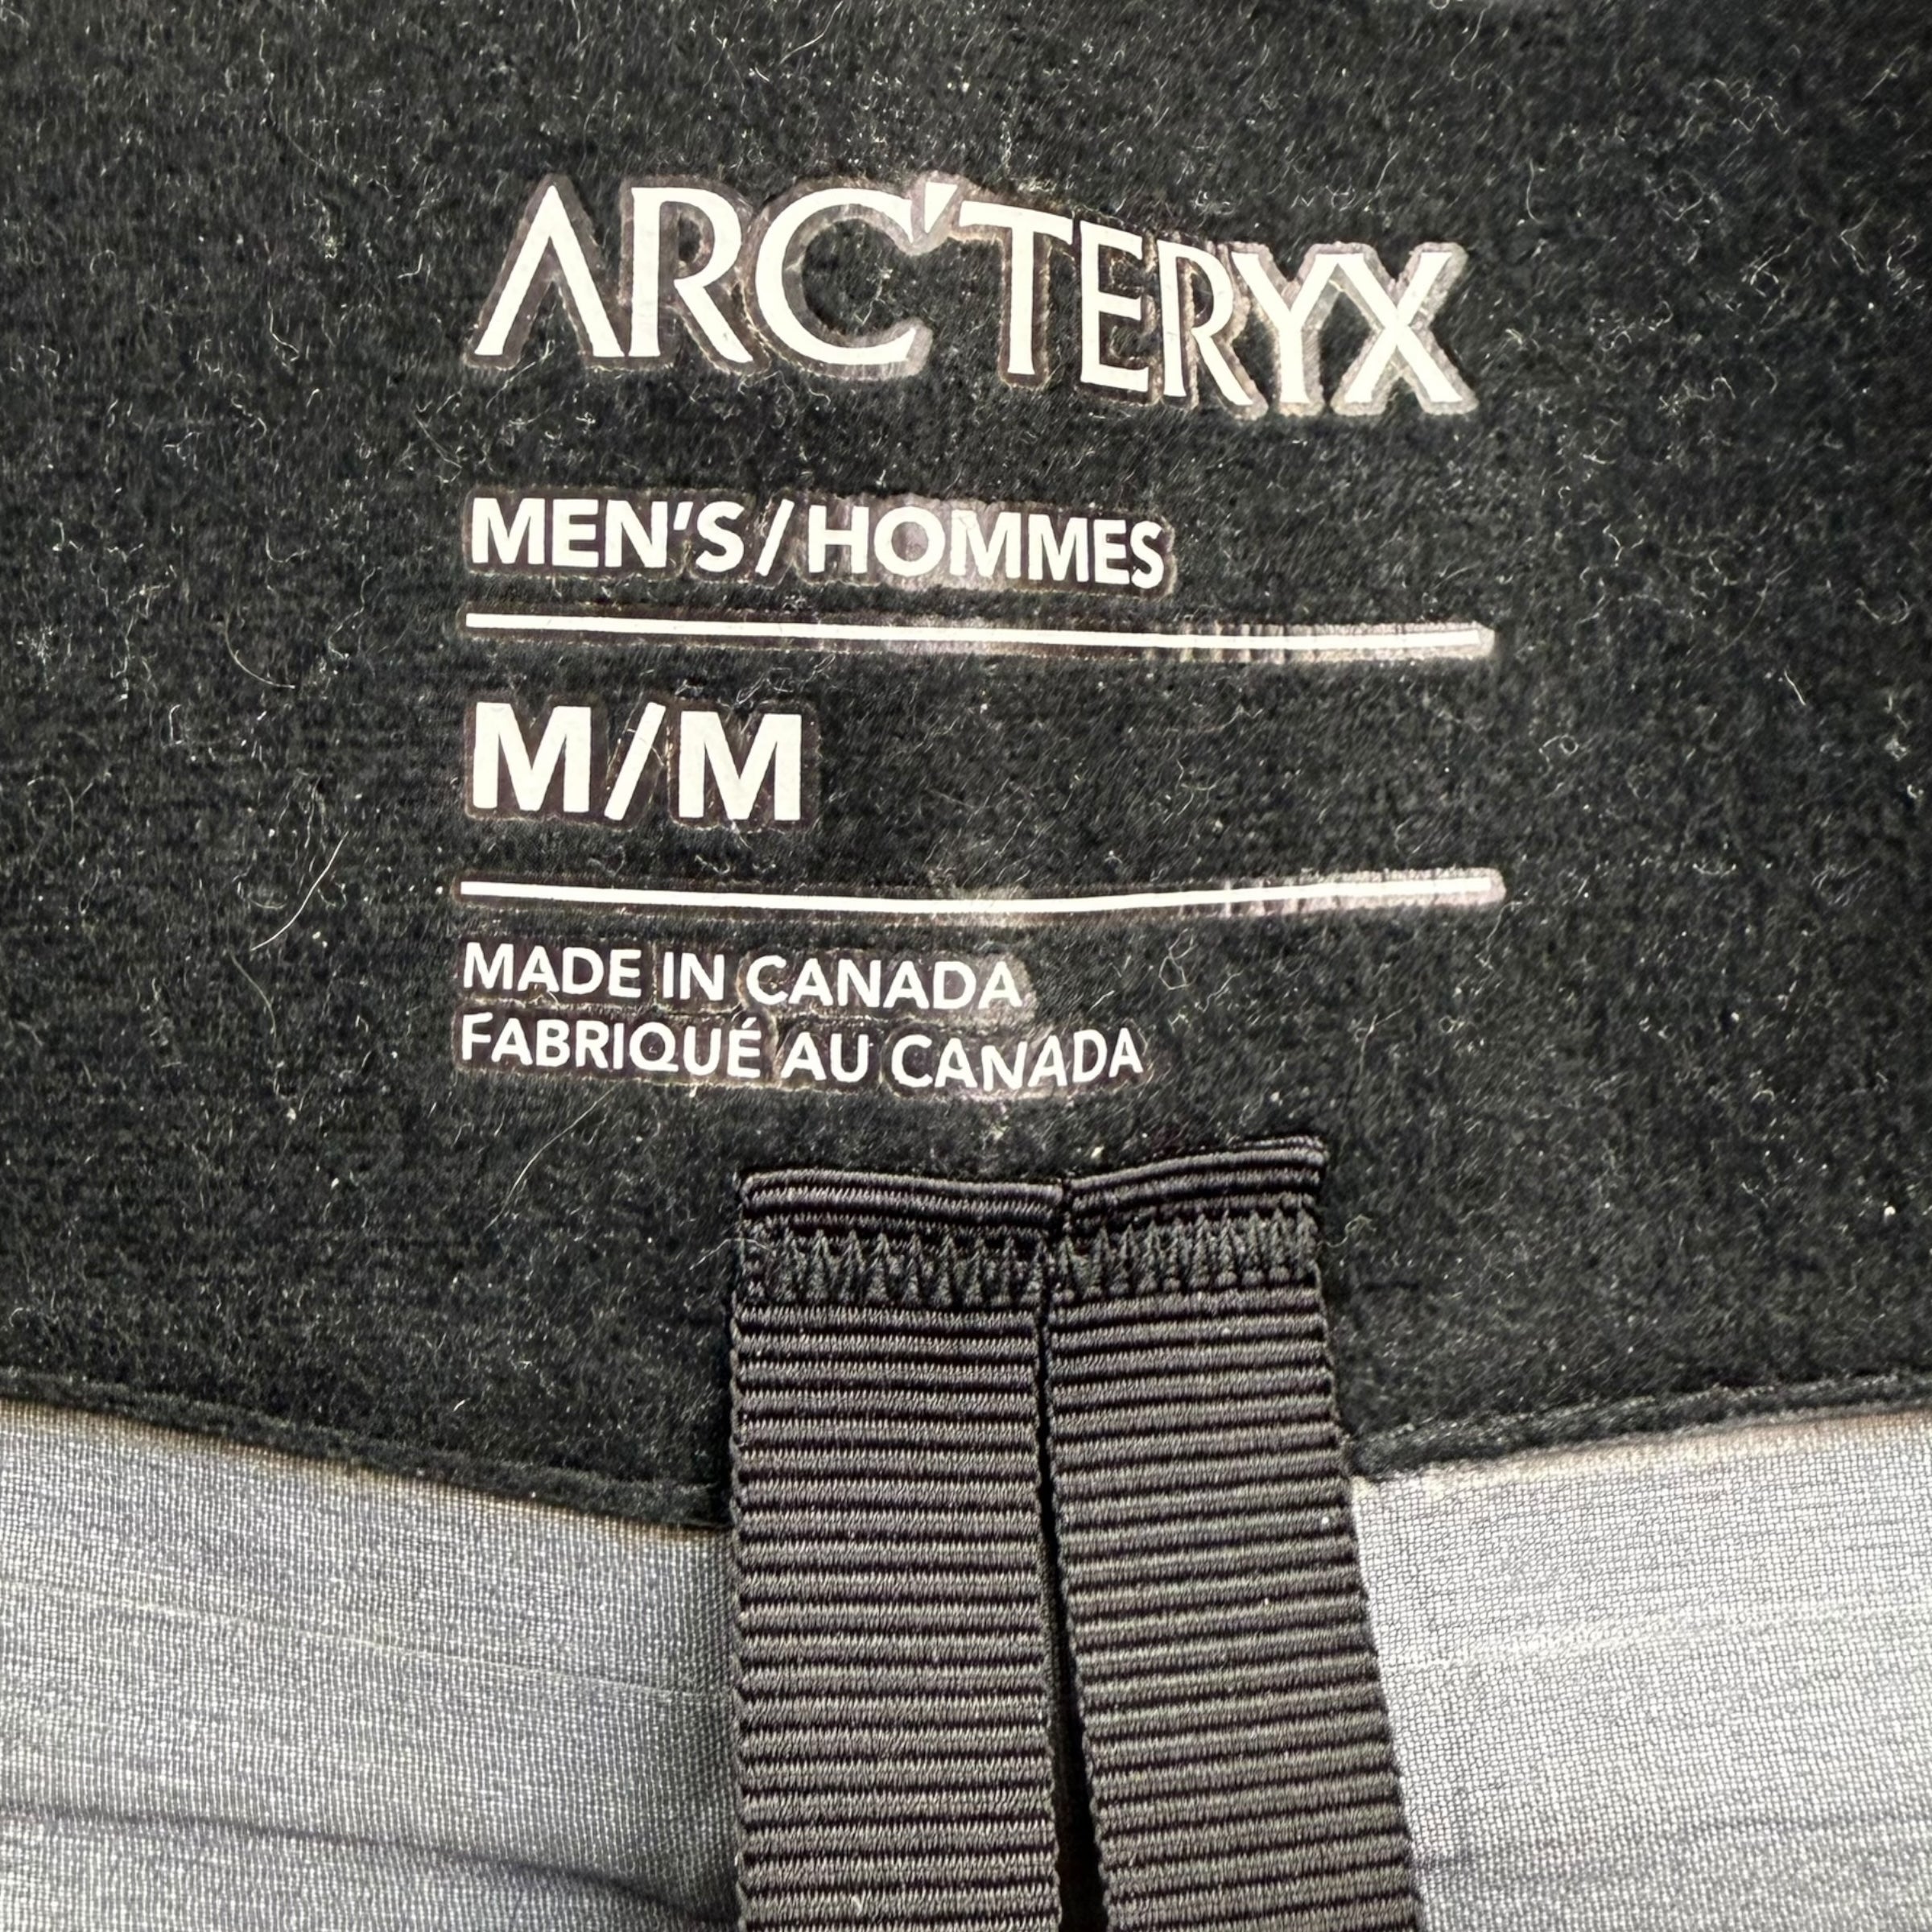 ARC'TERYX
MEN'S/HOMMES
M/M
MADE IN CANADA
FABRIQUÉ AU CANADA